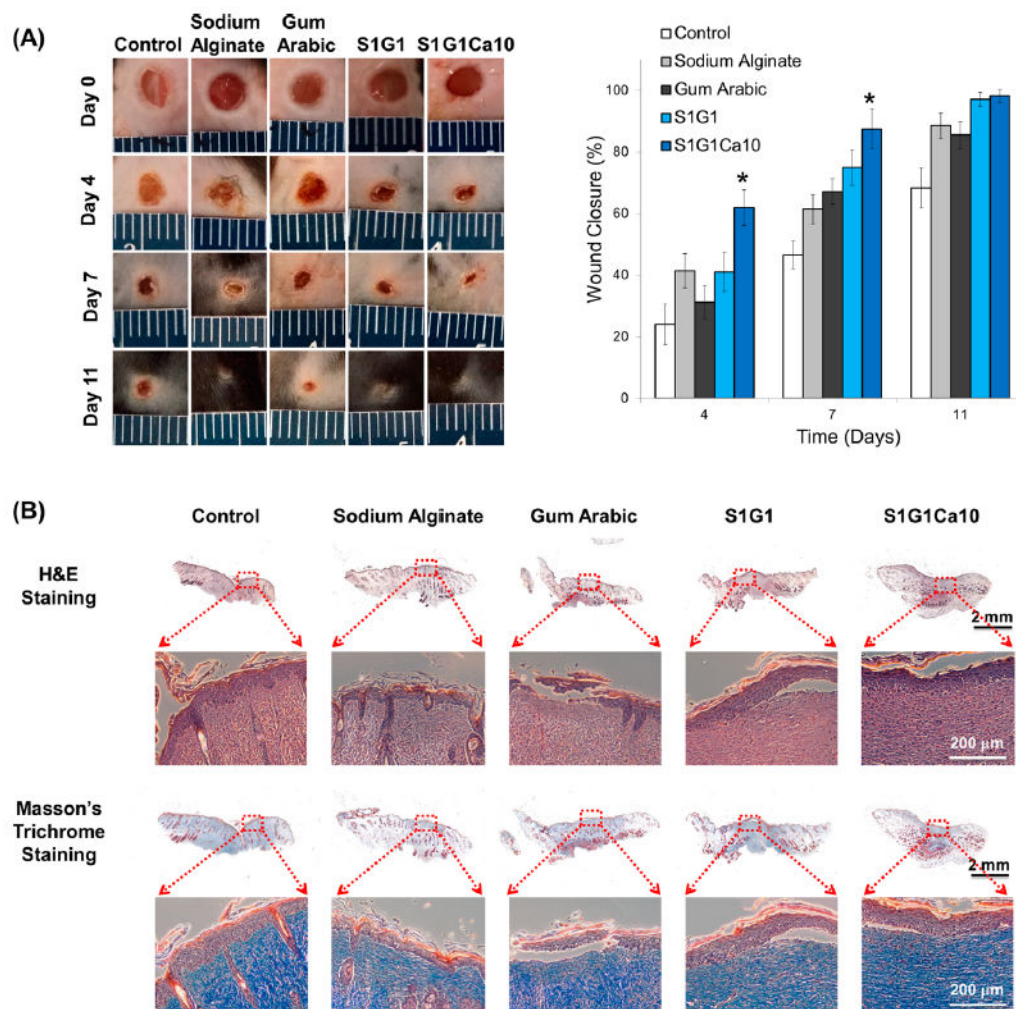 (A)
Control
Sodium
Alginate
Gum
Arabic
S1G1
S1G1Ca10
Day 0
Day 4
Day 7
Day 11
Control
Sodium Alginate
Gum Arabic
S1G1
S1G1Ca10
*
*
Wound Closure (%)
100
80
60
40
20
0
4
7
11
Time (Days)
(B)
Control
Sodium Alginate
Gum Arabic
S1G1
S1G1Ca10
H&E
Staining
2 mm
200 μm
Masson's
Trichrome
Staining
2 mm
200 μm